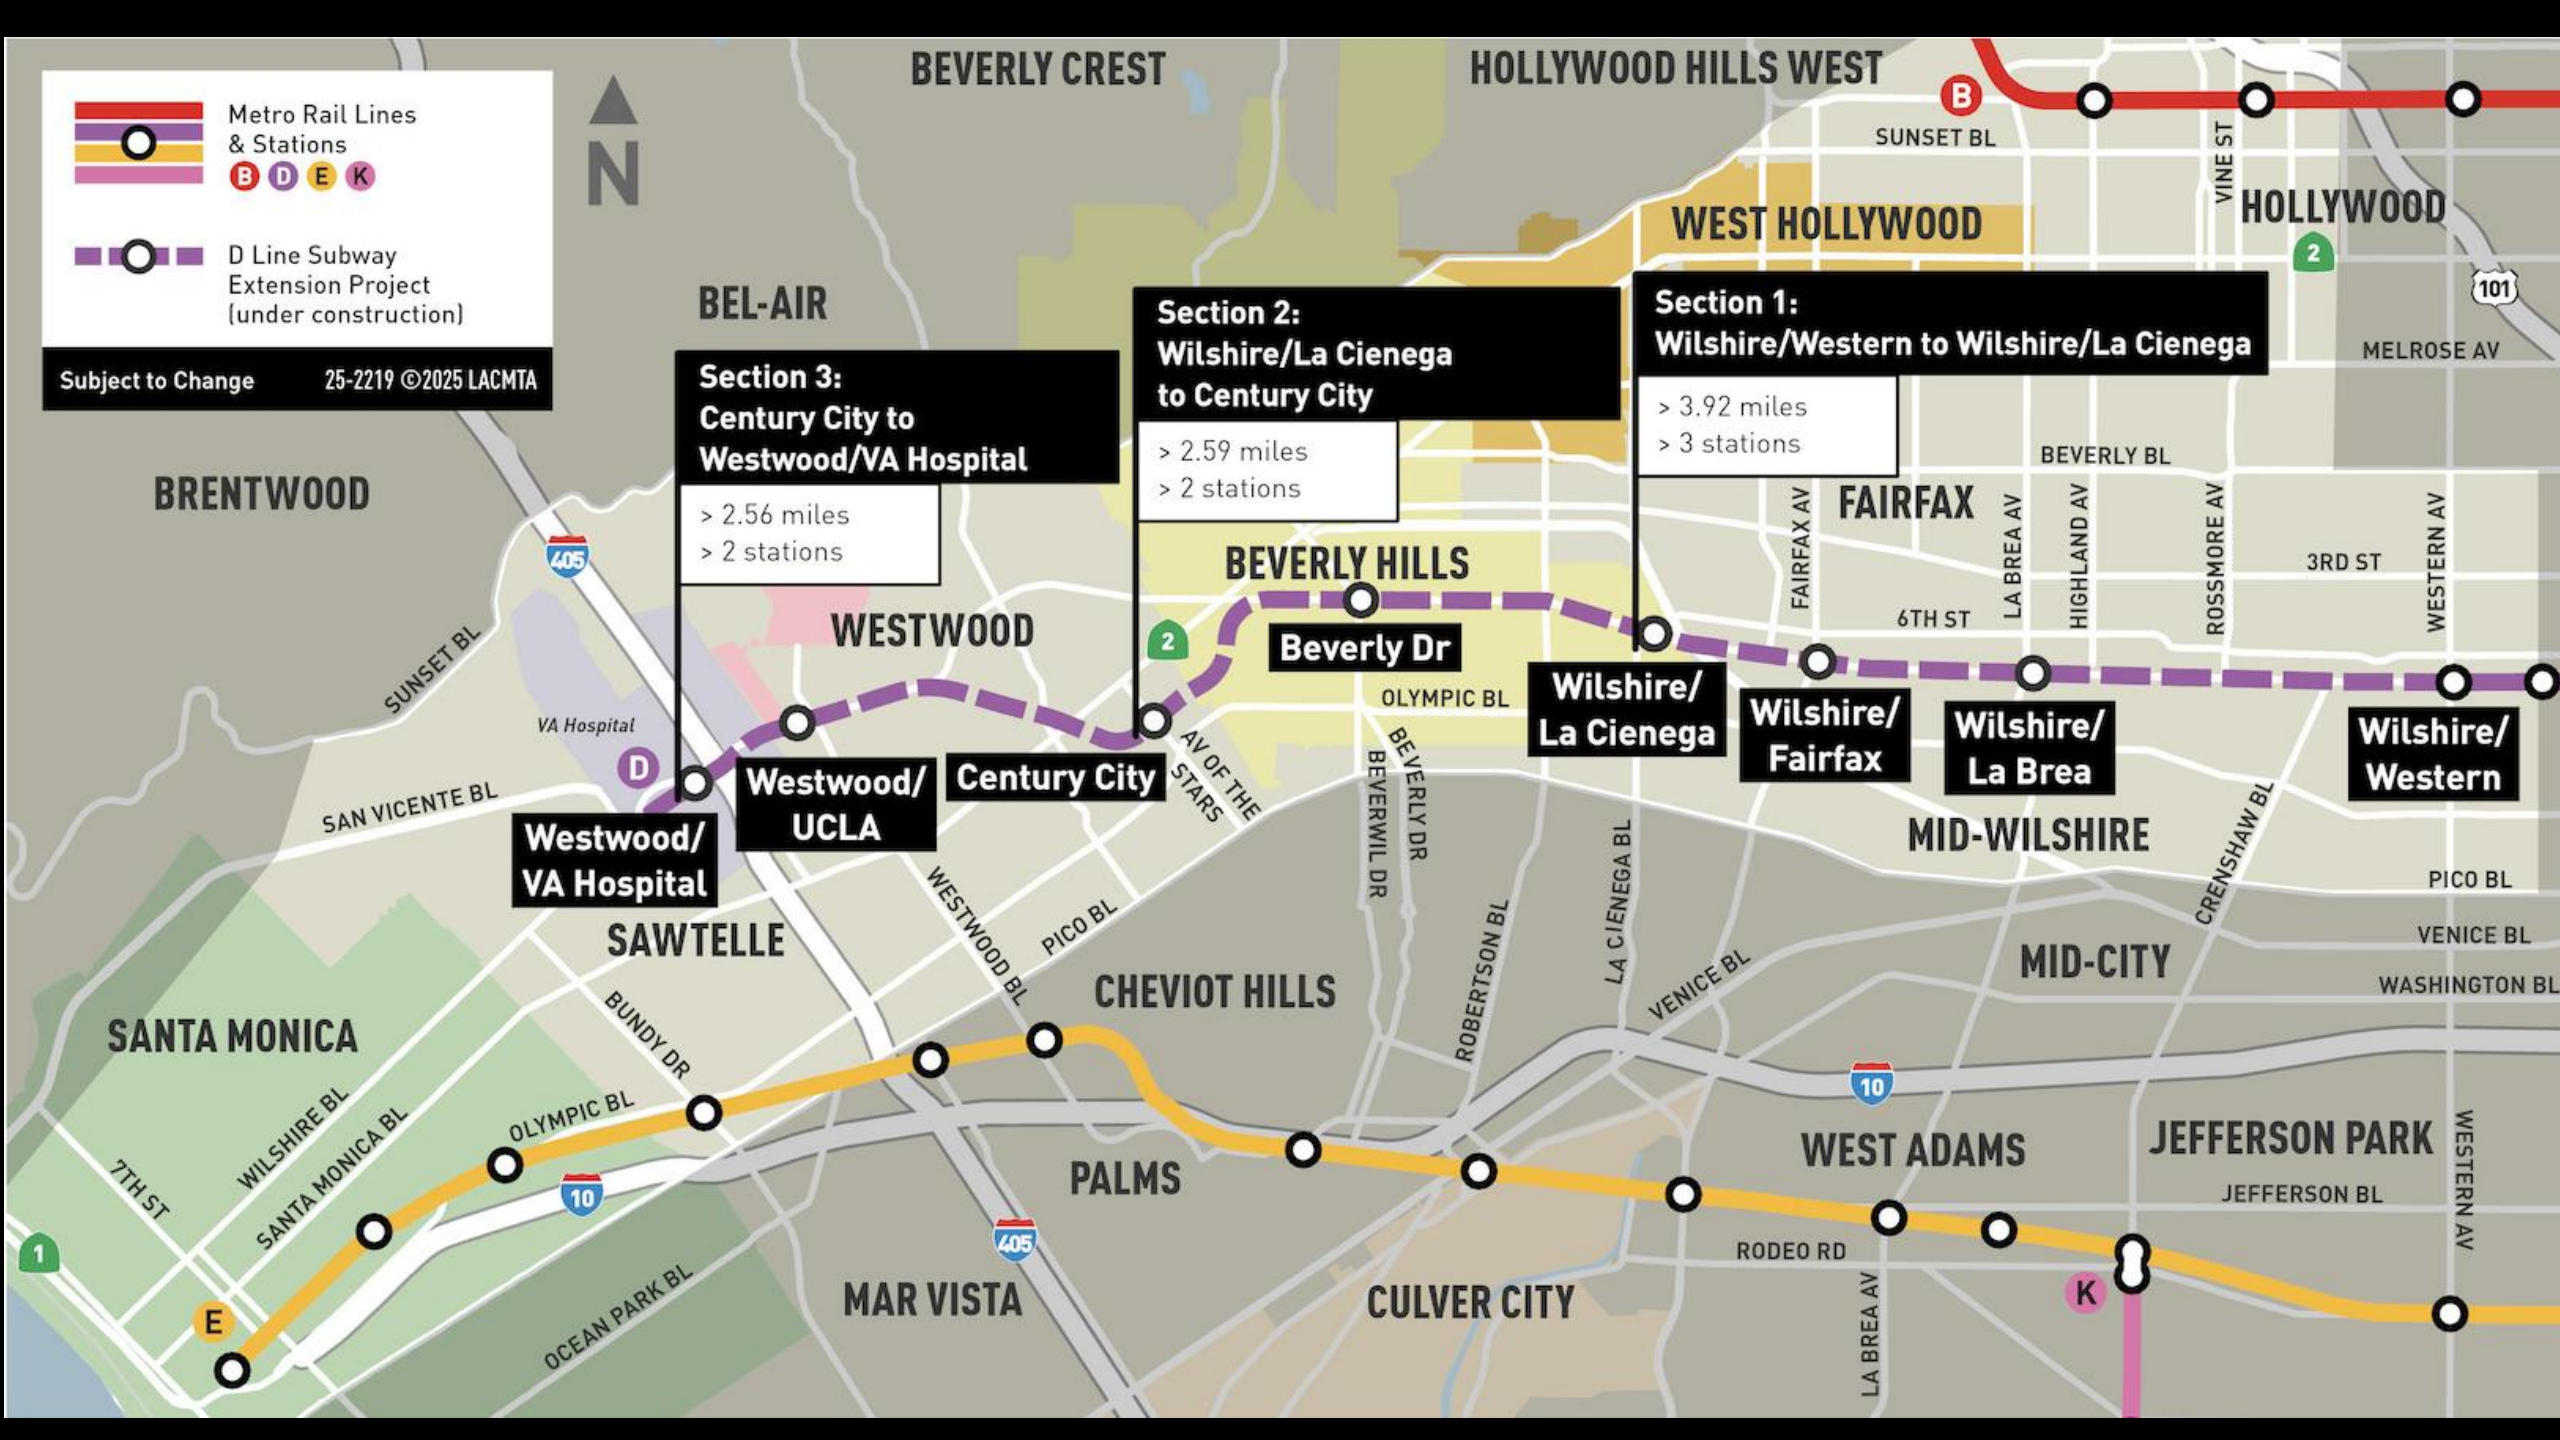 Metro Rail Lines
& Stations
B D E K
D Line Subway
Extension Project
(under construction)
Subject to Change
25-2219 ©2025 LACMTA
N
BEVERLY CREST
HOLLYWOOD HILLS WEST
B
SUNSET BL
VINE ST
HOLLYWOOD
2
101
WEST HOLLYWOOD
MELROSE AV
BEL-AIR
BRENTWOOD
Section 3:
Century City to
Westwood/VA Hospital
> 2.56 miles
> 2 stations
Section 2:
Wilshire/La Cienega
to Century City
> 2.59 miles
> 2 stations
Section 1:
Wilshire/Western to Wilshire/La Cienega
> 3.92 miles
> 3 stations
BEVERLY BL
FAIRFAX AV
FAIRFAX
LA BREA AV
HIGHLAND AV
ROSSMORE AV
WESTERN AV
3RD ST
6TH ST
405
BEVERLY HILLS
WESTWOOD
2
SUNSET BL
VA Hospital
D
SAN VICENTE BL
Westwood/
VA Hospital
Westwood/
UCLA
Century City
AV OF THE
STARS
Beverly Dr
OLYMPIC BL
Wilshire/
La Cienega
Wilshire/
Fairfax
Wilshire/
La Brea
Wilshire/
Western
BEVERWIL DR
BEVERLY DR
MID-WILSHIRE
CRENSHAW BL
PICO BL
VENICE BL
WASHINGTON BL
SAWTELLE
WESTWOOD BL
PICO BL
CHEVIOT HILLS
ROBERTSON BL
LA CIENEGA BL
VENICE BL
MID-CITY
SANTA MONICA
BUNDY DR
WILSHIRE BL
SANTA MONICA BL
OLYMPIC BL
7TH ST
10
10
PALMS
WEST ADAMS
JEFFERSON PARK
JEFFERSON BL
WESTERN AV
1
E
OCEAN PARK BL
405
MAR VISTA
CULVER CITY
RODEO RD
LA BREA AV
K